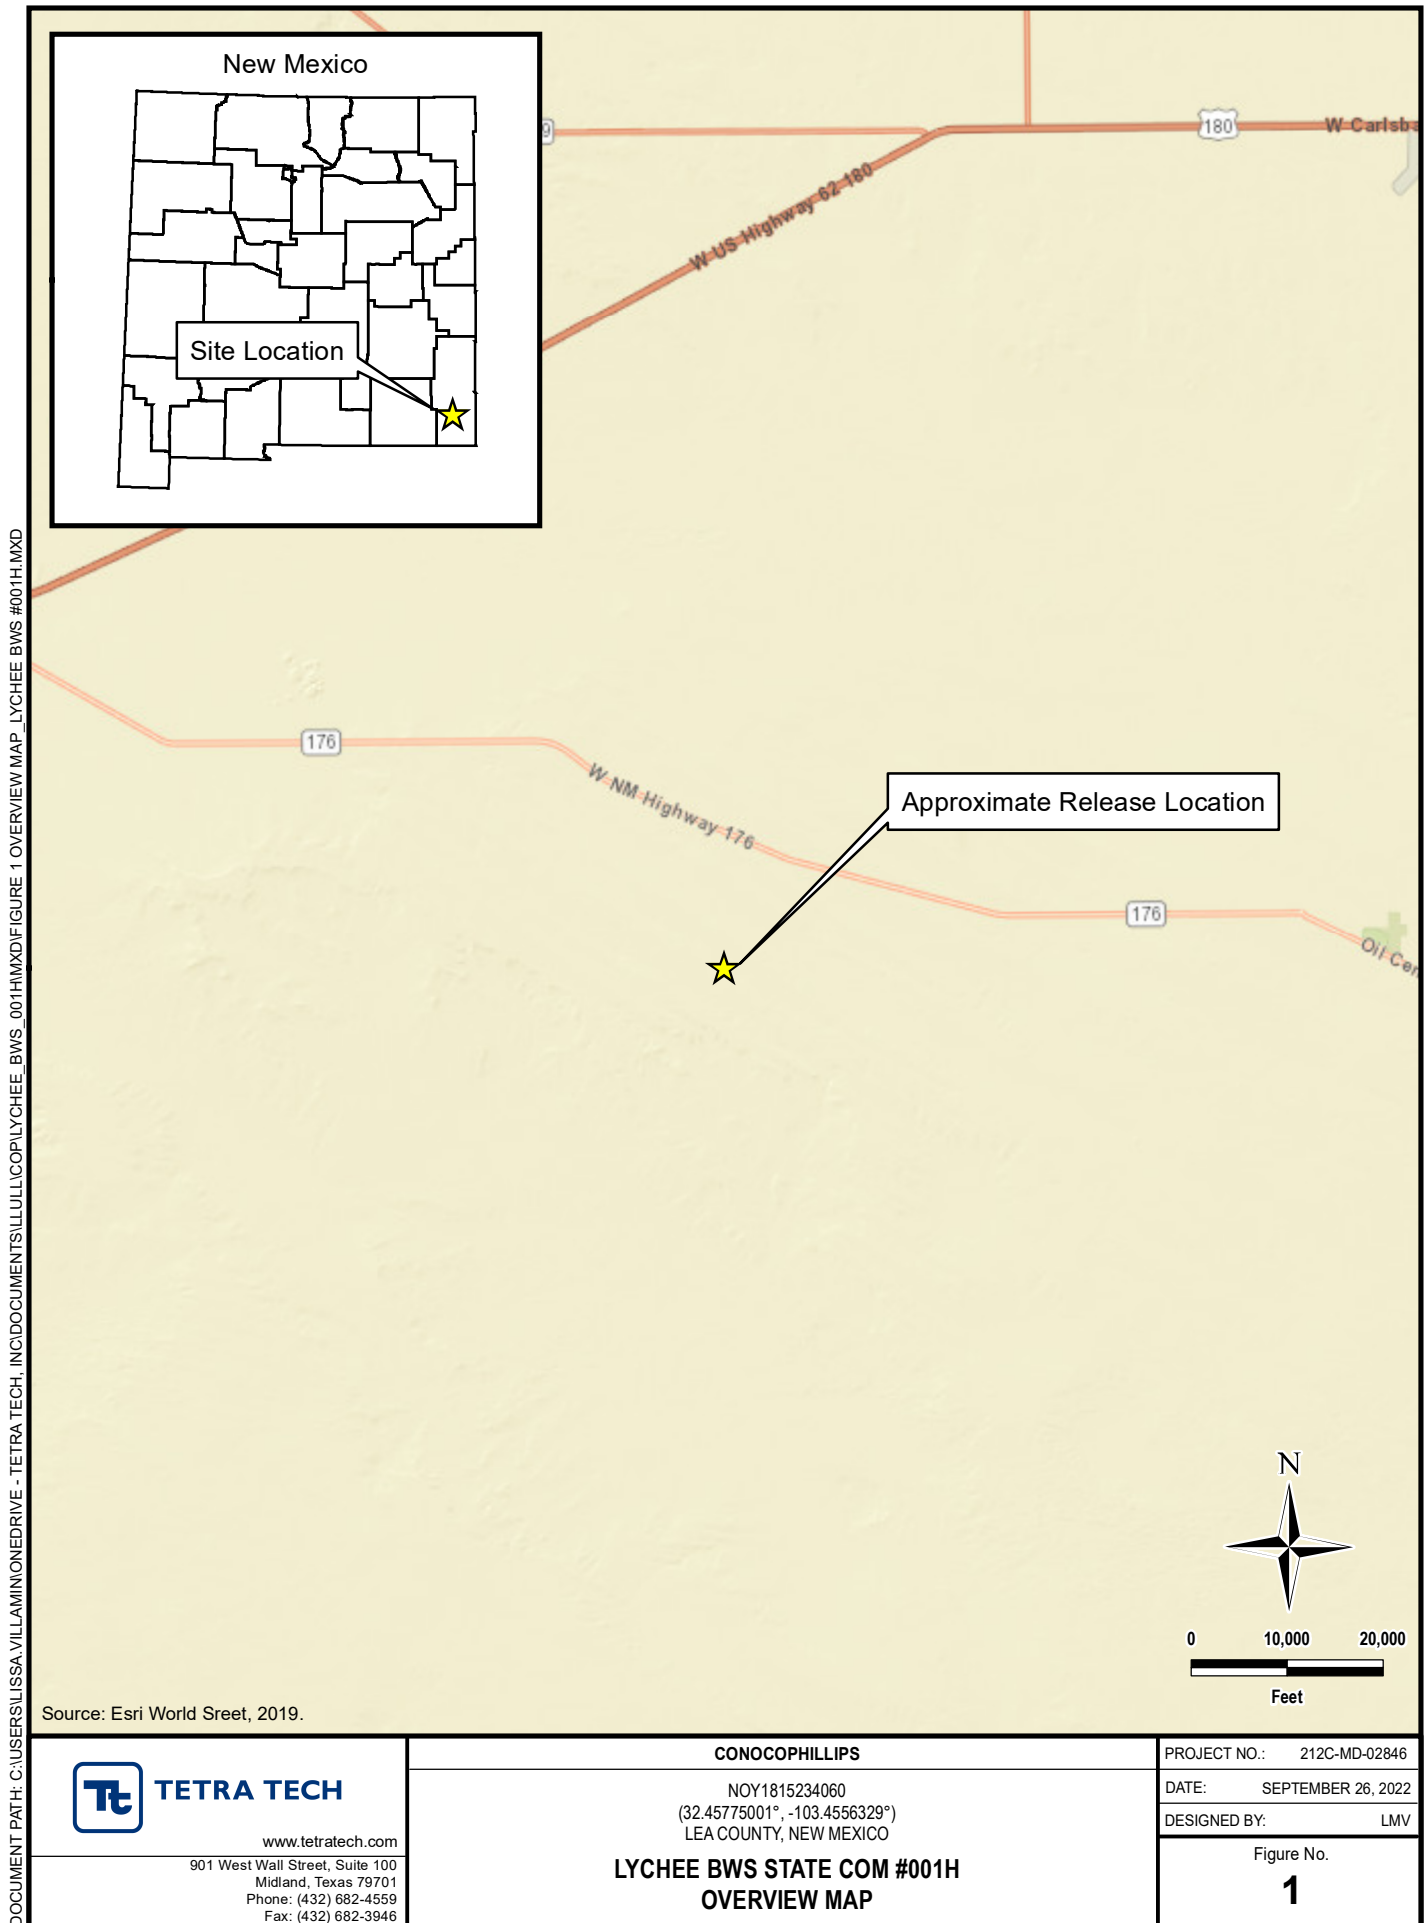 New Mexico
Site Location
9
180
W Carlsba
W US Highway 62 180
176
W NM Highway 176
Approximate Release Location
176
Oil Cen
N
0 10,000 20,000
Feet
Source: Esri World Sreet, 2019.
DOCUMENT PATH: C:\USERS\LISSA.VILLAMIN\ONEDRIVE - TETRA TECH, INC\DOCUMENTS\LLULL\COP\LYCHEE_BWS_001HMXD\FIGURE 1 OVERVIEW MAP_LYCHEE BWS #001H.MXD
Tt TETRA TECH
www.tetratech.com
901 West Wall Street, Suite 100
Midland, Texas 79701
Phone: (432) 682-4559
Fax: (432) 682-3946
CONOCOPHILLIPS
NOY1815234060
(32.45775001°, -103.4556329°)
LEA COUNTY, NEW MEXICO
LYCHEE BWS STATE COM #001H
OVERVIEW MAP
PROJECT NO.: 212C-MD-02846
DATE: SEPTEMBER 26, 2022
DESIGNED BY: LMV
Figure No.
1